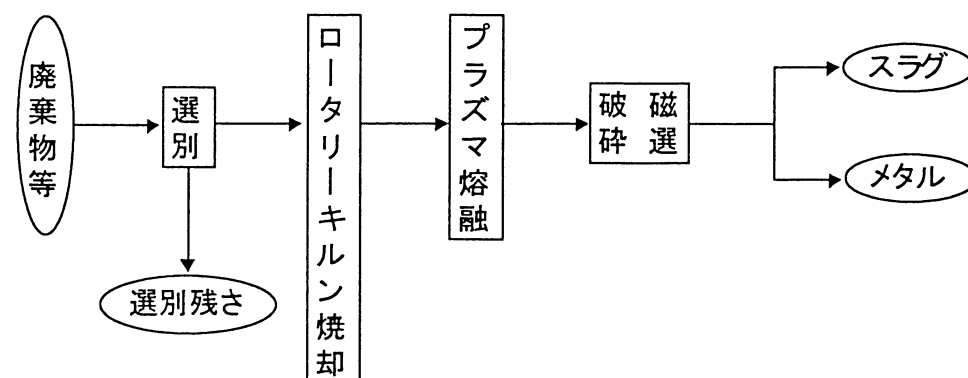 廃棄物等
選別
選別残さ
ロータリーキルン焼却
プラズマ熔融
破砕
磁選
スラグ
メタル